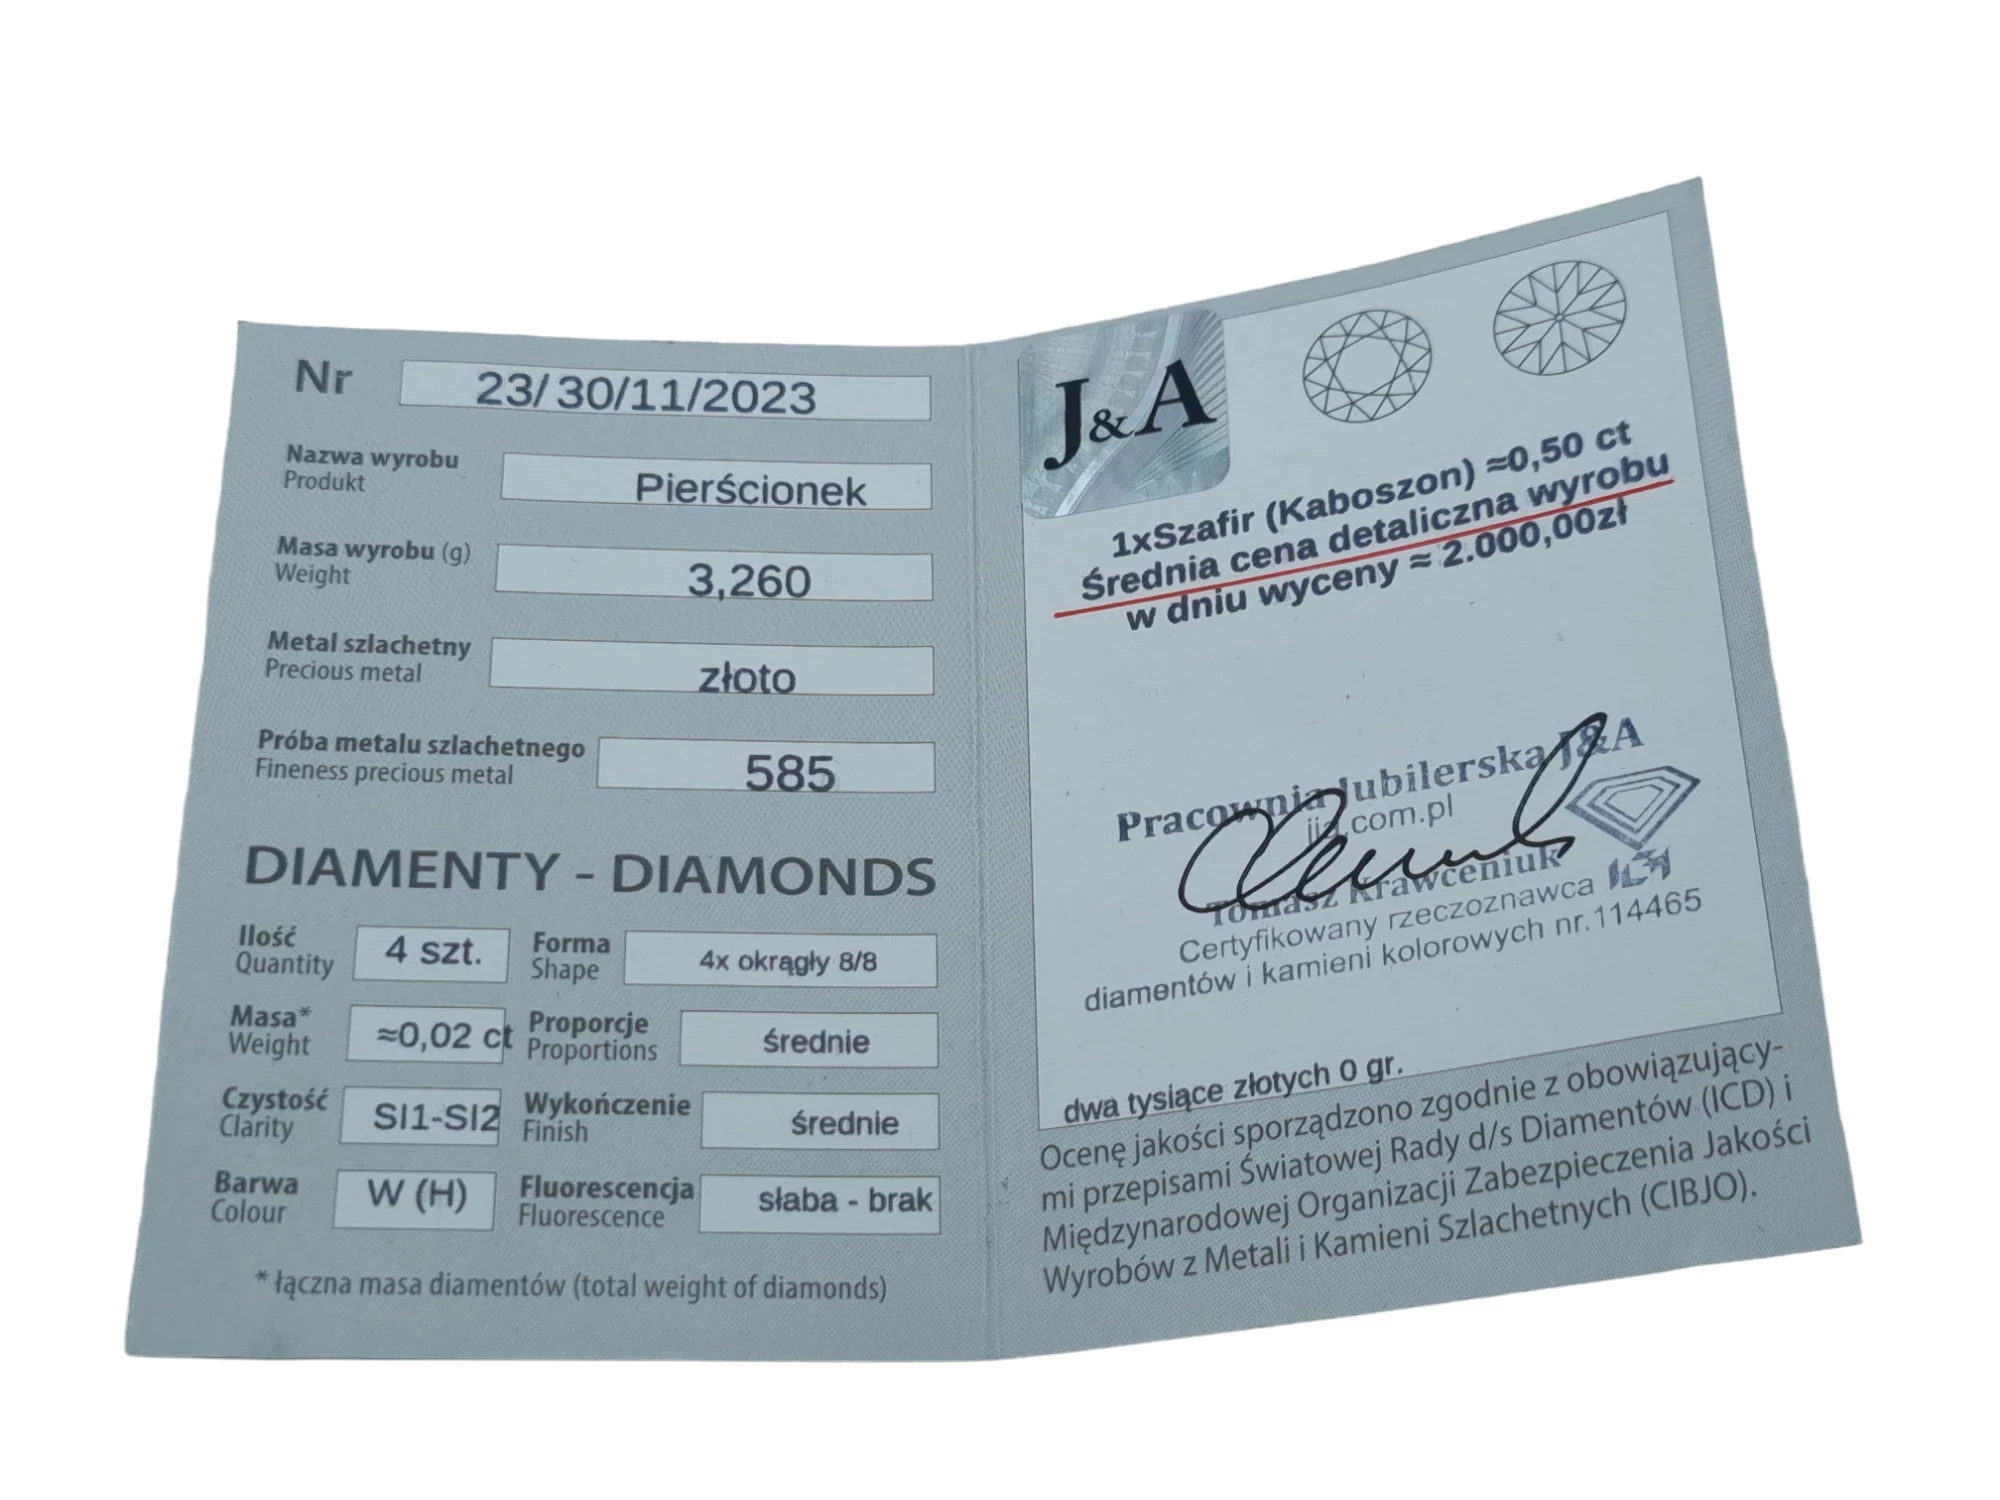 Nr 23/30/11/2023
Nazwa wyrobu
Produkt
Pierścionek
Masa wyrobu (g)
Weight
3,260
Metal szlachetny
Precious metal
złoto
Próba metalu szlachetnego
Fineness precious metal
585
DIAMENTY - DIAMONDS
Ilość
Quantity
4 szt.
Forma
Shape
4x okrągły 8/8
Masa*
Weight
≈0,02 ct
Proporcje
Proportions
średnie
Czystość
Clarity
SI1-SI2
Wykończenie
Finish
średnie
Barwa
Colour
W (H)
Fluorescencja
Fluorescence
słaba - brak
* łączna masa diamentów (total weight of diamonds)
J&A
1xSzafir (Kaboszon) ≈0,50 ct
Średnia cena detaliczna wyrobu
w dniu wyceny ≈ 2.000,00zł
Pracownia Jubilerska J&A
jja.com.pl
Tomasz Krawceniuk
Certyfikowany rzeczoznawca
diamentów i kamieni kolorowych nr.114465
dwa tysiące złotych 0 gr.
Ocenę jakości sporządzono zgodnie z obowiązujący-
mi przepisami Światowej Rady d/s Diamentów (ICD) i
Międzynarodowej Organizacji Zabezpieczenia Jakości
Wyrobów z Metali i Kamieni Szlachetnych (CIBJO).